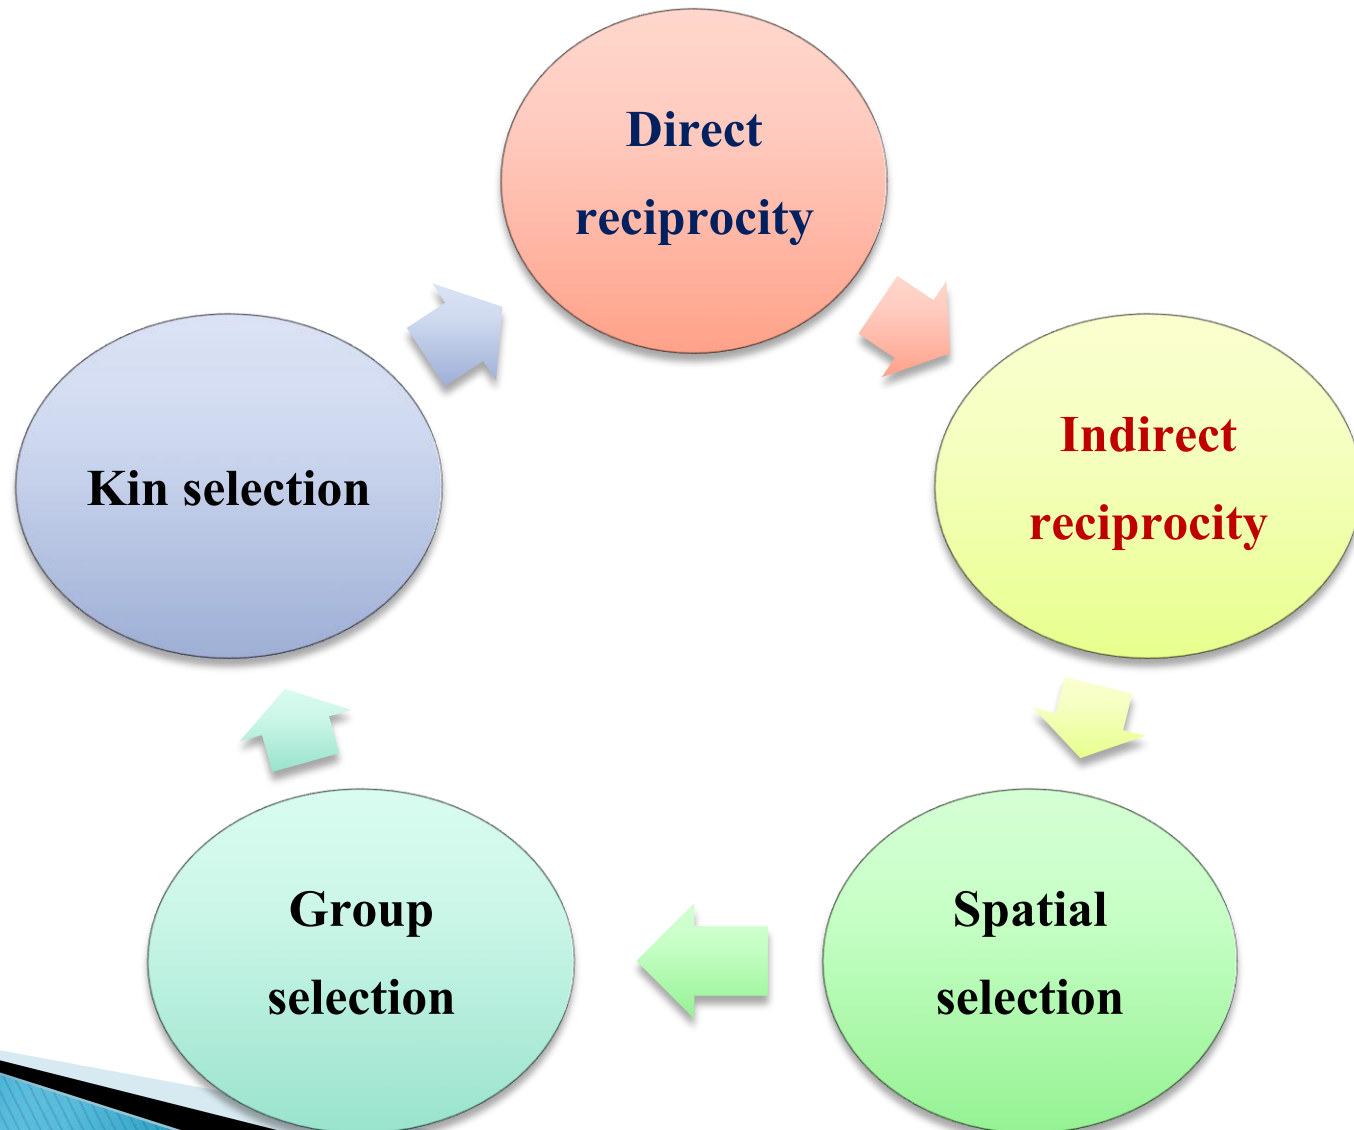 Direct
reciprocity
Indirect
reciprocity
Spatial
selection
Group
selection
Kin selection